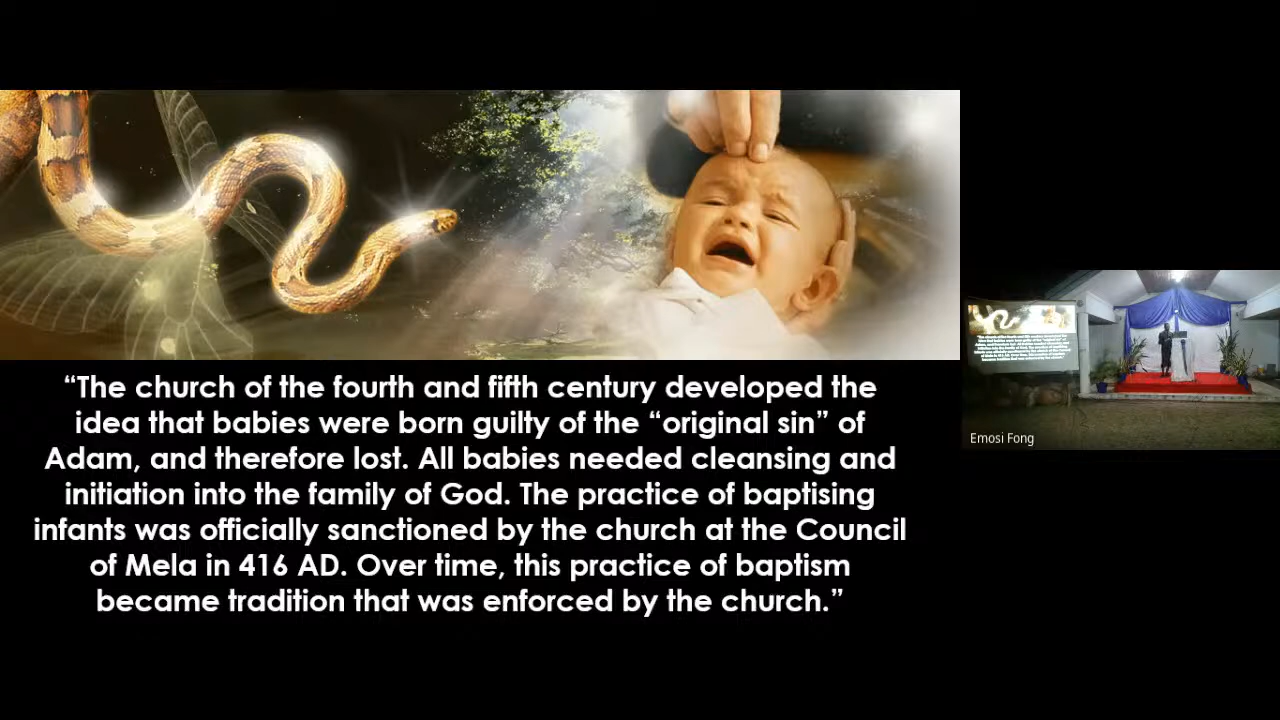 “The church of the fourth and fifth century developed the
idea that babies were born guilty of the “original sin” of
Adam, and therefore lost. All babies needed cleansing and
initiation into the family of God. The practice of baptising
infants was officially sanctioned by the church at the Council
of Mela in 416 AD. Over time, this practice of baptism
became tradition that was enforced by the church.”
Emosi Fong